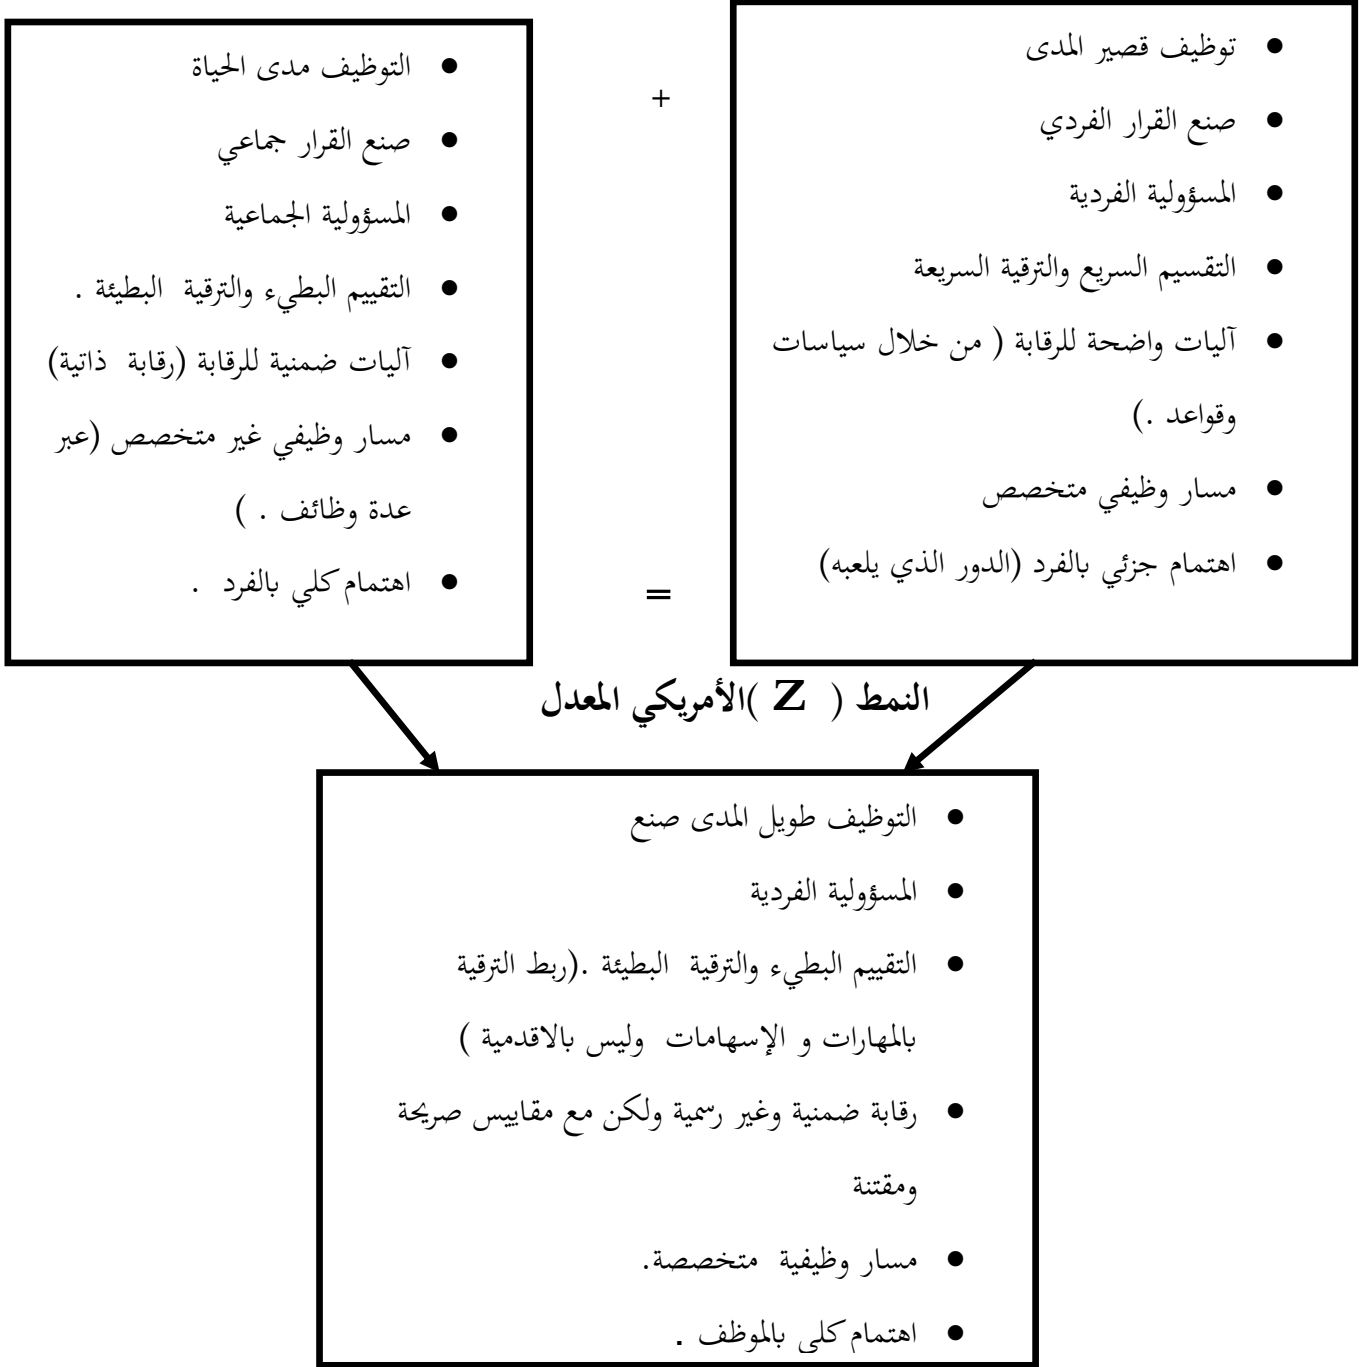 ● توظيف قصير المدى
● صنع القرار الفردي
● المسؤولية الفردية
● التقسيم السريع والترقية السريعة
● آليات واضحة للرقابة ( من خلال سياسات
وقواعد .)
● مسار وظيفي متخصص
● اهتمام جزئي بالفرد (الدور الذي يلعبه)
+
● التوظيف مدى الحياة
● صنع القرار جماعي
● المسؤولية الجماعية
● التقييم البطيء والترقية البطيئة .
● آليات ضمنية للرقابة (رقابة ذاتية)
● مسار وظيفي غير متخصص (عبر
عدة وظائف . )
● اهتمام كلي بالفرد .
=
النمط ( Z )الأمريكي المعدل
● التوظيف طويل المدى صنع
● المسؤولية الفردية
● التقييم البطيء والترقية البطيئة .(ربط الترقية
بالمهارات و الإسهامات وليس بالاقدمية )
● رقابة ضمنية وغير رسمية ولكن مع مقاييس صريحة
ومقتنة
● مسار وظيفية متخصصة.
● اهتمام كلي بالموظف .